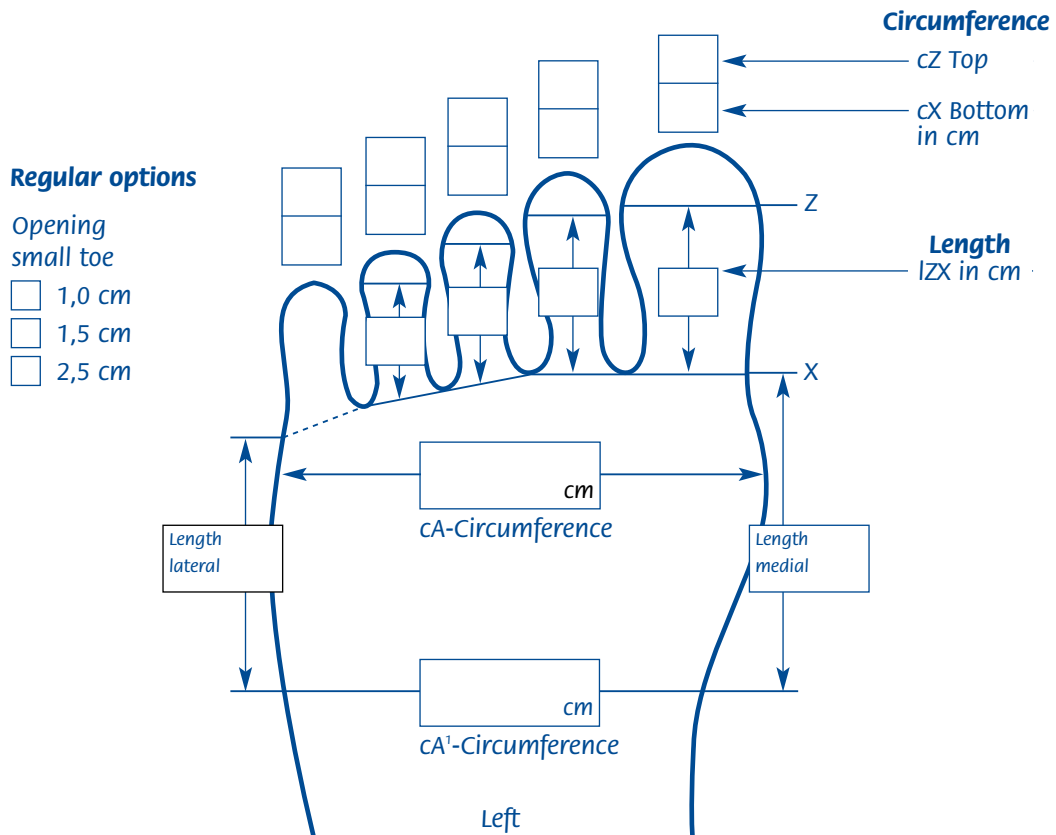 Circumference
cZ Top
cX Bottom
in cm
Regular options
Opening
small toe
1,0 cm
1,5 cm
2,5 cm
Z
Length
lZX in cm
X
cm
cA-Circumference
Length
lateral
Length
medial
cm
cA¹-Circumference
Left